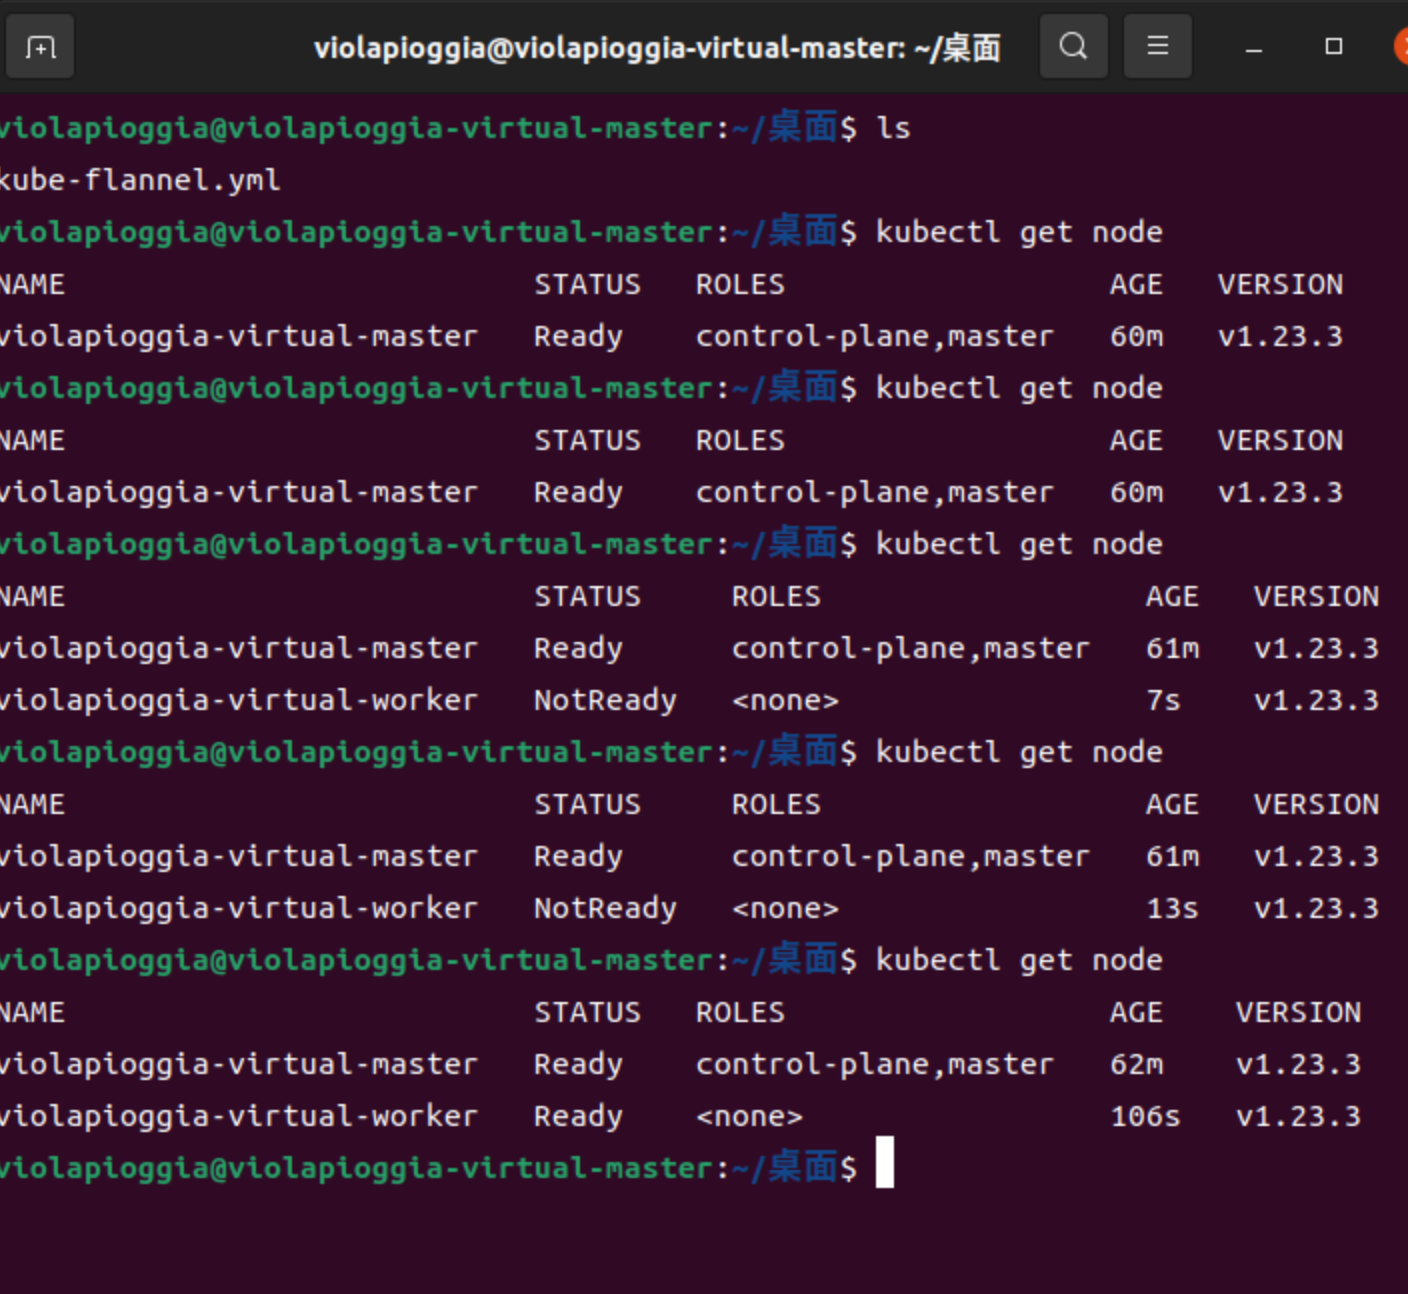 violapioggia@violapioggia-virtual-master: ~/桌面
violapioggia@violapioggia-virtual-master:~/桌面$ ls
kube-flannel.yml
violapioggia@violapioggia-virtual-master:~/桌面$ kubectl get node
NAME STATUS ROLES AGE VERSION
violapioggia-virtual-master Ready control-plane,master 60m v1.23.3
violapioggia@violapioggia-virtual-master:~/桌面$ kubectl get node
NAME STATUS ROLES AGE VERSION
violapioggia-virtual-master Ready control-plane,master 60m v1.23.3
violapioggia@violapioggia-virtual-master:~/桌面$ kubectl get node
NAME STATUS ROLES AGE VERSION
violapioggia-virtual-master Ready control-plane,master 61m v1.23.3
violapioggia-virtual-worker NotReady <none> 7s v1.23.3
violapioggia@violapioggia-virtual-master:~/桌面$ kubectl get node
NAME STATUS ROLES AGE VERSION
violapioggia-virtual-master Ready control-plane,master 61m v1.23.3
violapioggia-virtual-worker NotReady <none> 13s v1.23.3
violapioggia@violapioggia-virtual-master:~/桌面$ kubectl get node
NAME STATUS ROLES AGE VERSION
violapioggia-virtual-master Ready control-plane,master 62m v1.23.3
violapioggia-virtual-worker Ready <none> 106s v1.23.3
violapioggia@violapioggia-virtual-master:~/桌面$